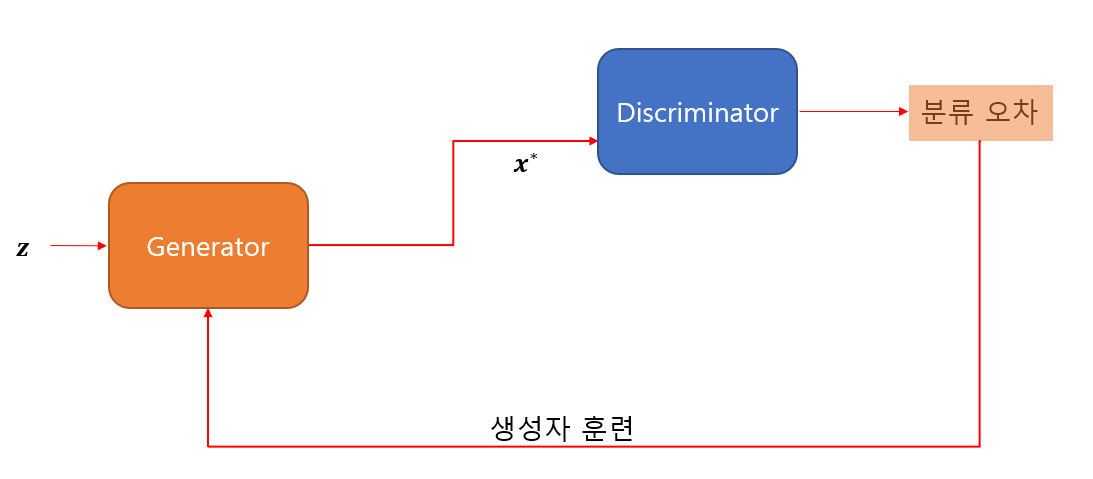 Discriminator
분류 오차
x*
Generator
z
생성자 훈련